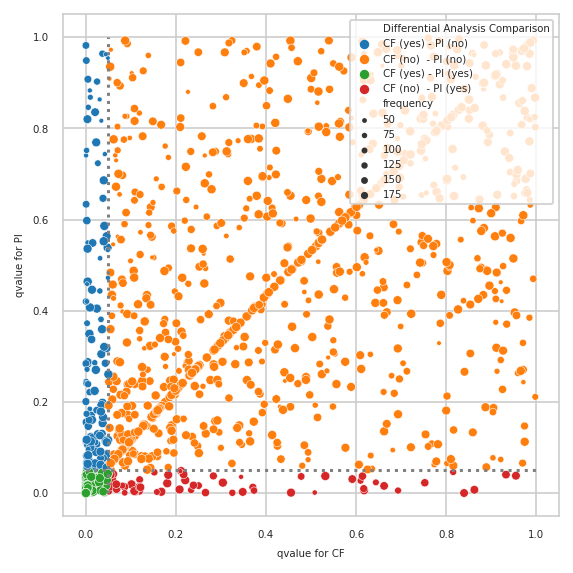 Differential Analysis Comparison
CF (yes) - PI (no)
CF (no)  - PI (no)
CF (yes) - PI (yes)
CF (no)  - PI (yes)
frequency
50
75
100
125
150
175
1.0
0.8
0.6
0.4
0.2
0.0
qvalue for PI
0.0 0.2 0.4 0.6 0.8 1.0
qvalue for CF